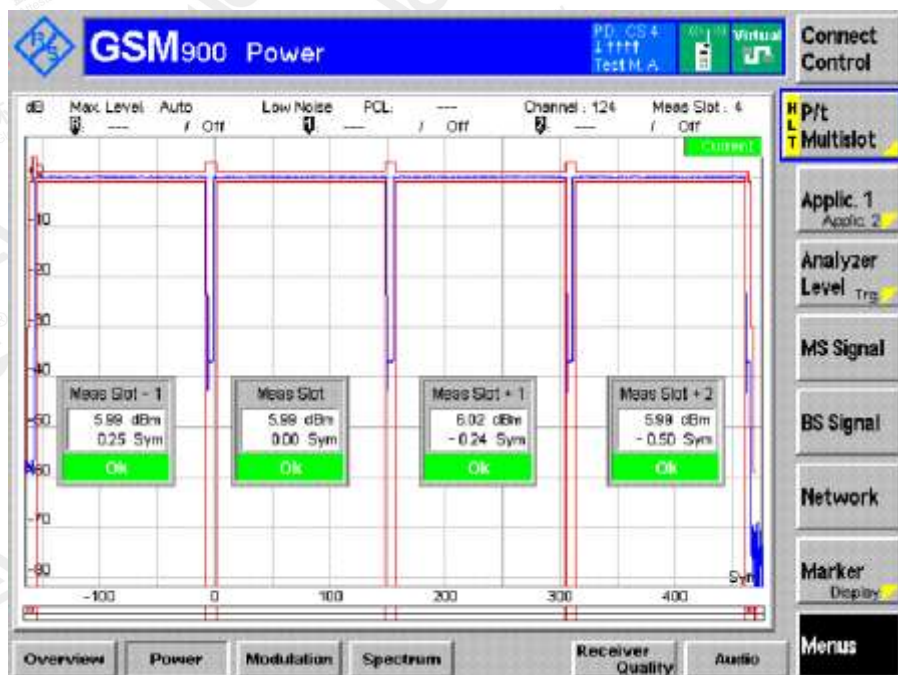 R/S
GSM900 Power
PD: CS 4
Test M. A.
Virtual
Connect
Control
dB Max. Level: Auto Low Noise PCL: --- Channel : 124 Meas Slot : 4
--- / Off 1 --- / Off 2 --- / Off
Current
H
L
T
P/t
Multislot
Applic. 1
Applic. 2
Analyzer
Level Trg.
MS Signal
BS Signal
Network
Marker
Display
Menus
-10
-20
-30
-40
-50
-60
-70
-80
Meas Slot - 1
5.99 dBm
0.25 Sym
Ok
Meas Slot
5.99 dBm
0.00 Sym
Ok
Meas Slot + 1
6.02 dBm
- 0.24 Sym
Ok
Meas Slot + 2
5.99 dBm
- 0.50 Sym
Ok
Sym
-100 0 100 200 300 400
Overview Power Modulation Spectrum Receiver Quality Audio